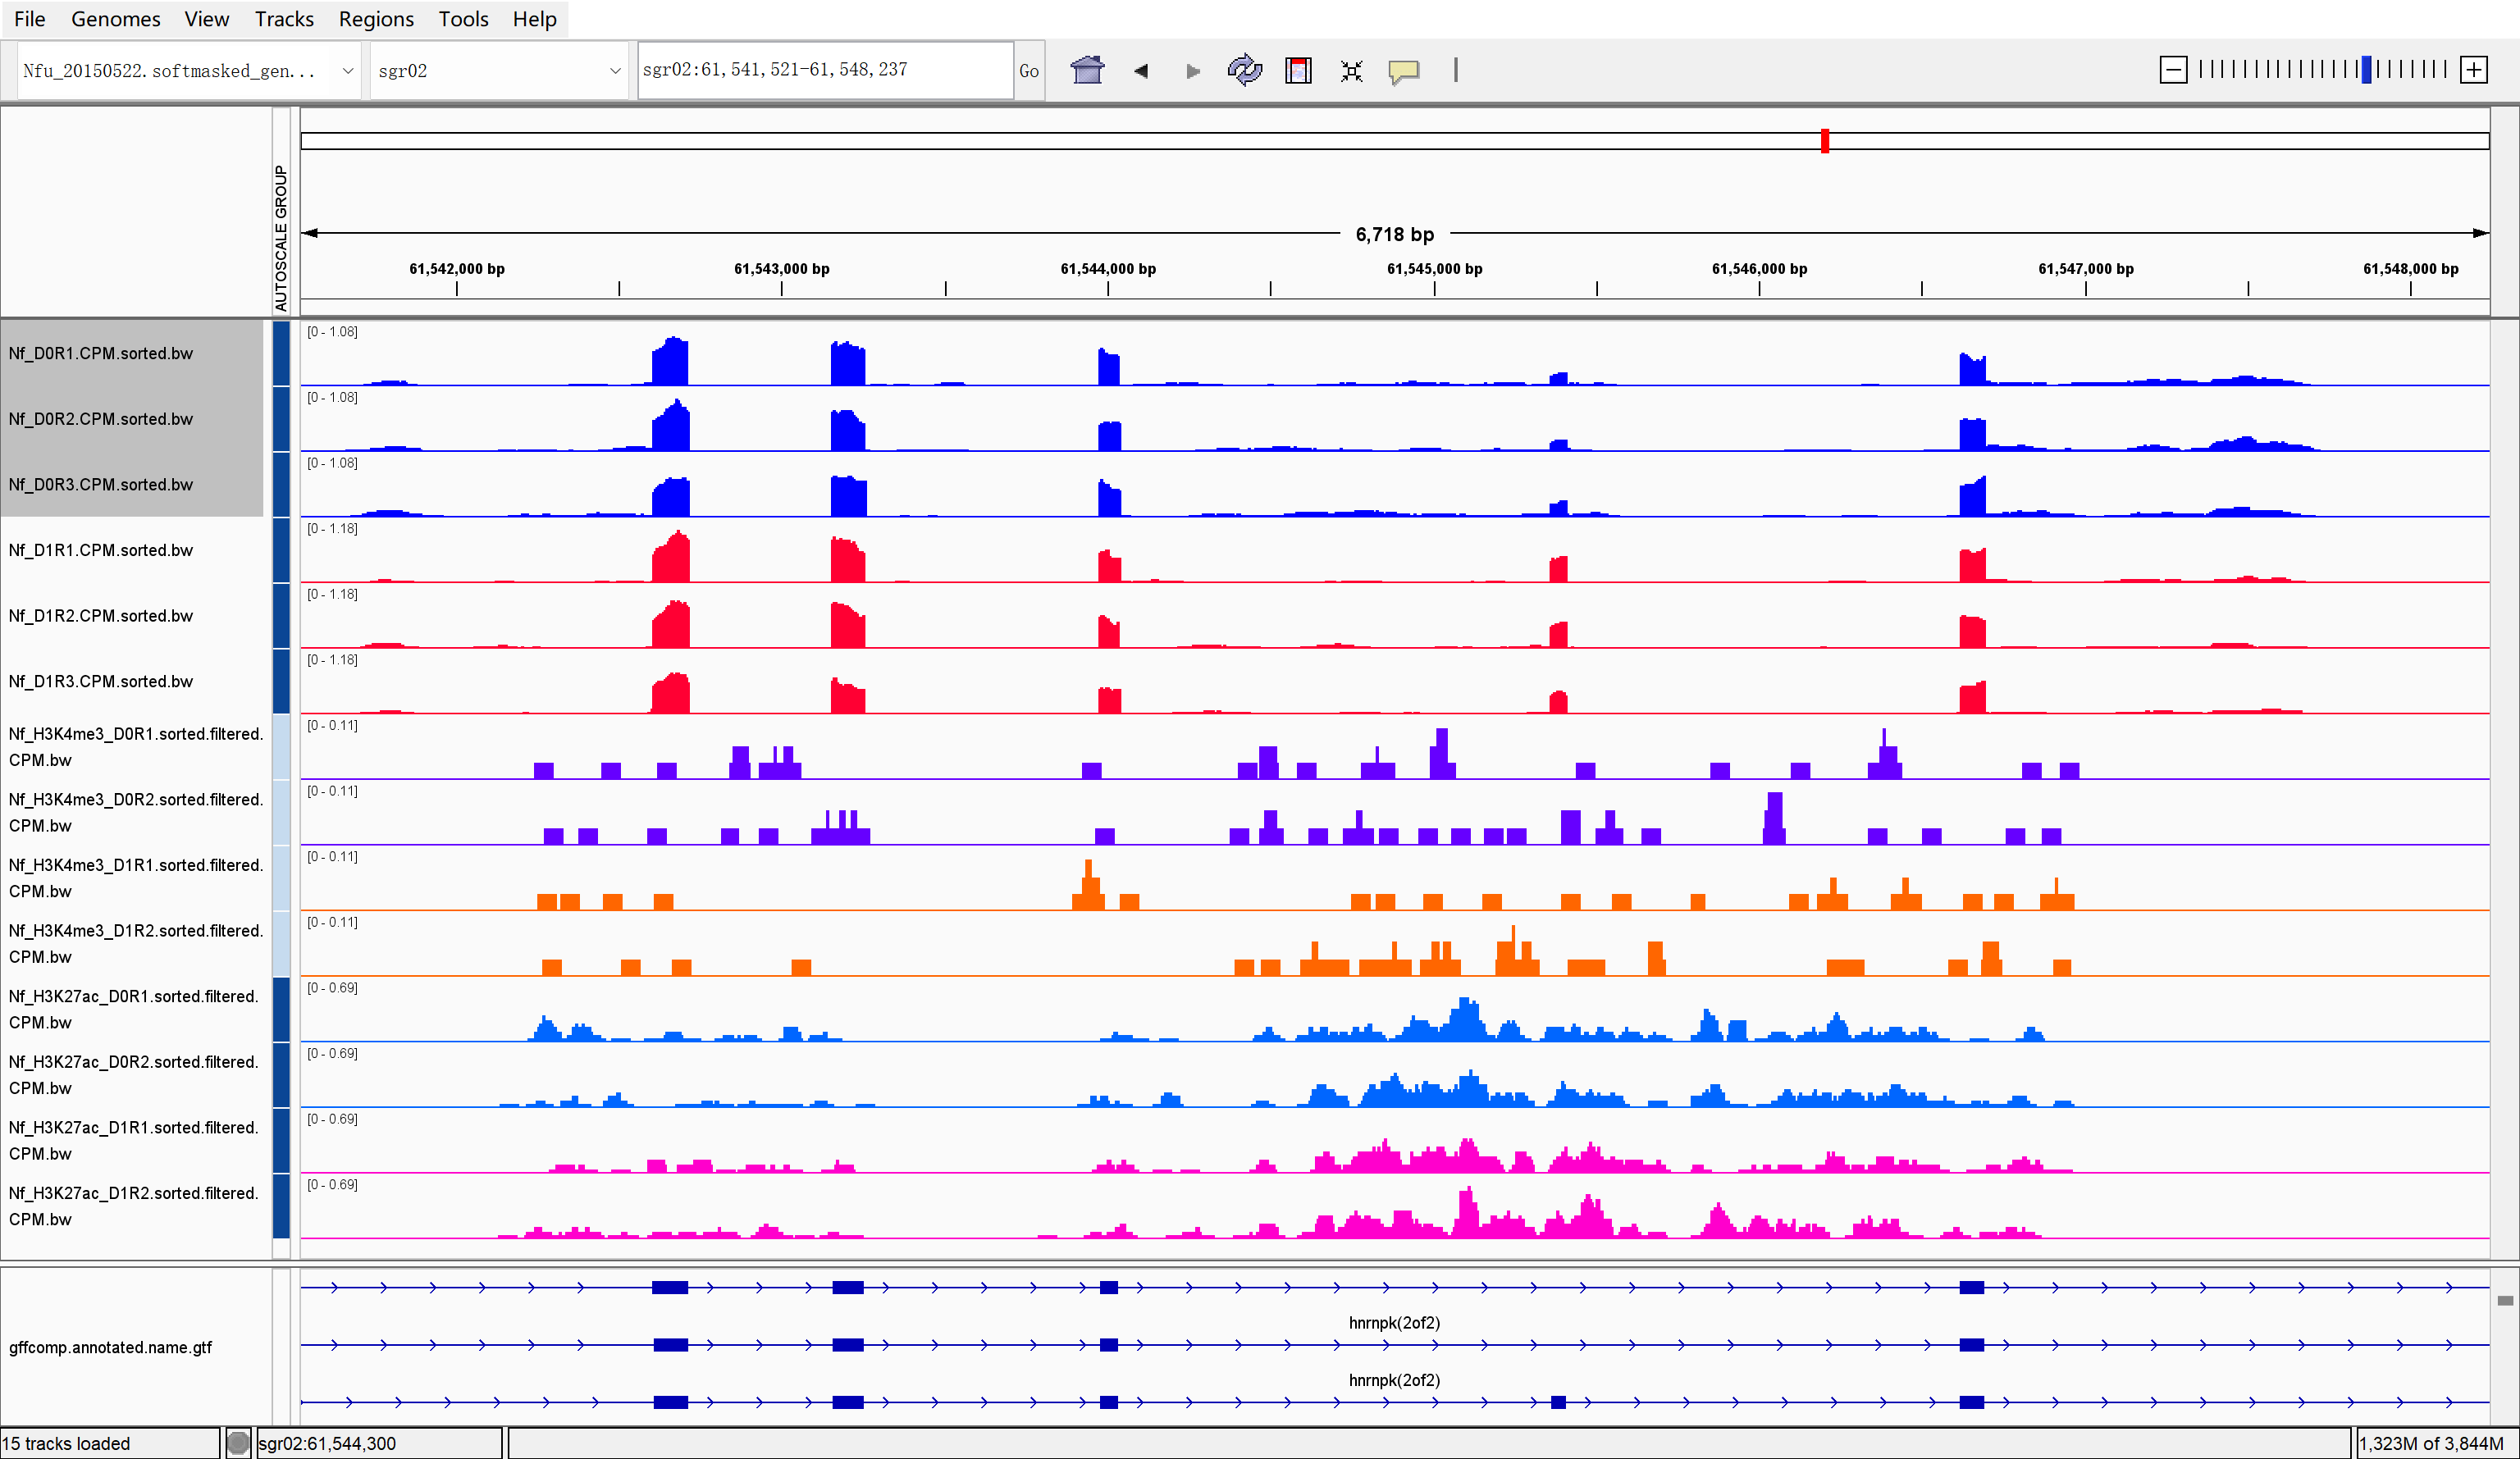 File Genomes View Tracks Regions Tools Help
Nfu_20150522.softmasked_gen... sgr02 sgr02:61,541,521-61,548,237 Go
AUTOSCALE GROUP
6,718 bp
61,542,000 bp 61,543,000 bp 61,544,000 bp 61,545,000 bp 61,546,000 bp 61,547,000 bp 61,548,000 bp
[0 - 1.08]
Nf_D0R1.CPM.sorted.bw
[0 - 1.08]
Nf_D0R2.CPM.sorted.bw
[0 - 1.08]
Nf_D0R3.CPM.sorted.bw
[0 - 1.18]
Nf_D1R1.CPM.sorted.bw
[0 - 1.18]
Nf_D1R2.CPM.sorted.bw
[0 - 1.18]
Nf_D1R3.CPM.sorted.bw
[0 - 0.11]
Nf_H3K4me3_D0R1.sorted.filtered.
CPM.bw
[0 - 0.11]
Nf_H3K4me3_D0R2.sorted.filtered.
CPM.bw
[0 - 0.11]
Nf_H3K4me3_D1R1.sorted.filtered.
CPM.bw
[0 - 0.11]
Nf_H3K4me3_D1R2.sorted.filtered.
CPM.bw
[0 - 0.69]
Nf_H3K27ac_D0R1.sorted.filtered.
CPM.bw
[0 - 0.69]
Nf_H3K27ac_D0R2.sorted.filtered.
CPM.bw
[0 - 0.69]
Nf_H3K27ac_D1R1.sorted.filtered.
CPM.bw
[0 - 0.69]
Nf_H3K27ac_D1R2.sorted.filtered.
CPM.bw
hnrnpk(2of2)
gffcomp.annotated.name.gtf
hnrnpk(2of2)
15 tracks loaded sgr02:61,544,300 1,323M of 3,844M